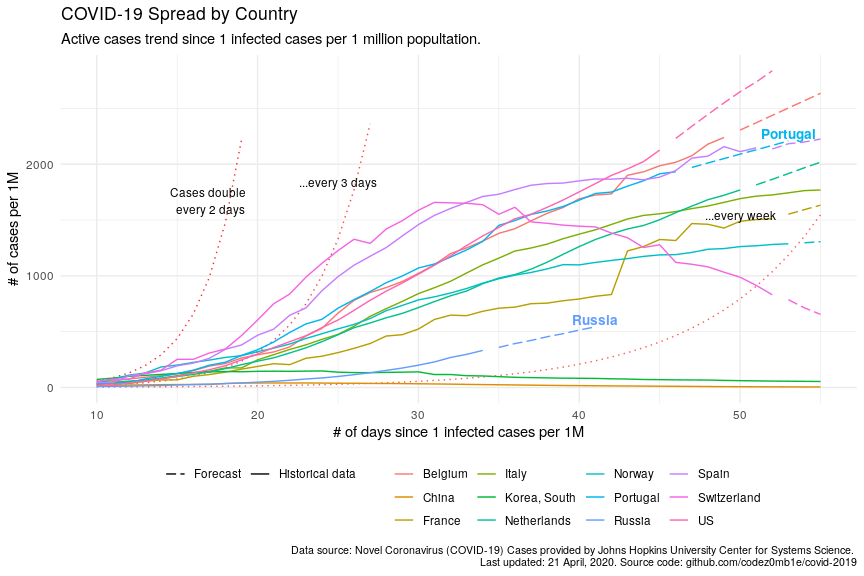 COVID-19 Spread by Country
Active cases trend since 1 infected cases per 1 million popultation.
# of cases per 1M
2000
1000
0
Cases double
every 2 days
...every 3 days
Portugal
...every week
Russia
10 20 30 40 50
# of days since 1 infected cases per 1M
Forecast Historical data
Belgium Italy Norway Spain
China Korea, South Portugal Switzerland
France Netherlands Russia US
Data source: Novel Coronavirus (COVID-19) Cases provided by Johns Hopkins University Center for Systems Science.
Last updated: 21 April, 2020. Source code: github.com/codez0mb1e/covid-2019